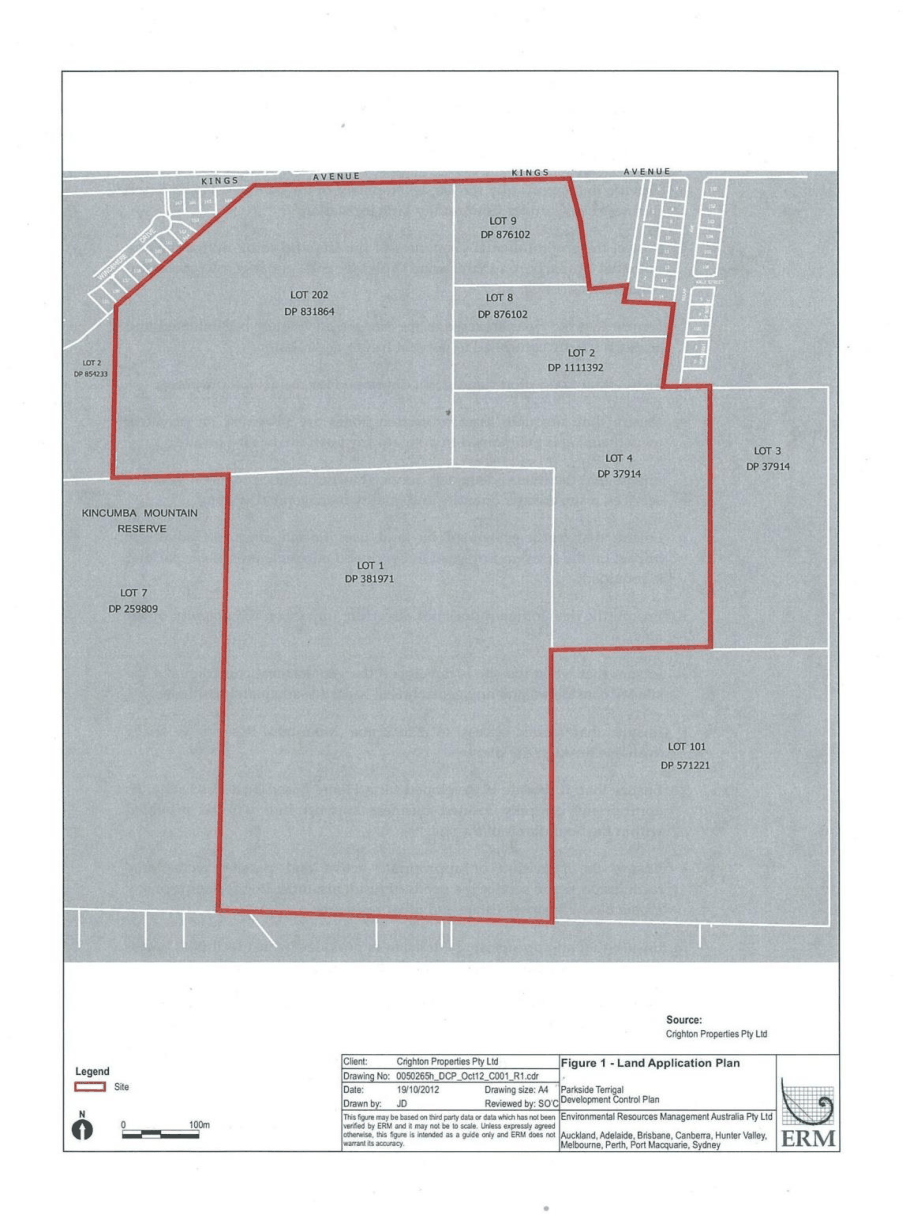 KINGS AVENUE KINGS AVENUE
WINDEMERE DRIVE
LOT 9
DP 876102
LOT 202
DP 831864
LOT 8
DP 876102
LOT 2
DP 1111392
LOT 2
DP 854233
LOT 4
DP 37914
LOT 3
DP 37914
KINCUMBA MOUNTAIN
RESERVE
LOT 7
DP 259809
LOT 1
DP 381971
LOT 101
DP 571221
Source:
Crighton Properties Pty Ltd
Legend
Site
N
0 100m
Client: Crighton Properties Pty Ltd
Drawing No: 0050265h_DCP_Oct12_C001_R1.cdr
Date: 19/10/2012 Drawing size: A4
Drawn by: JD Reviewed by: SO'C
This figure may be based on third party data or data which has not been
verified by ERM and it may not be to scale. Unless expressly agreed
otherwise, this figure is intended as a guide only and ERM does not
warrant its accuracy.
Figure 1 - Land Application Plan
Parkside Terrigal
Development Control Plan
Environmental Resources Management Australia Pty Ltd
Auckland, Adelaide, Brisbane, Canberra, Hunter Valley,
Melbourne, Perth, Port Macquarie, Sydney
ERM